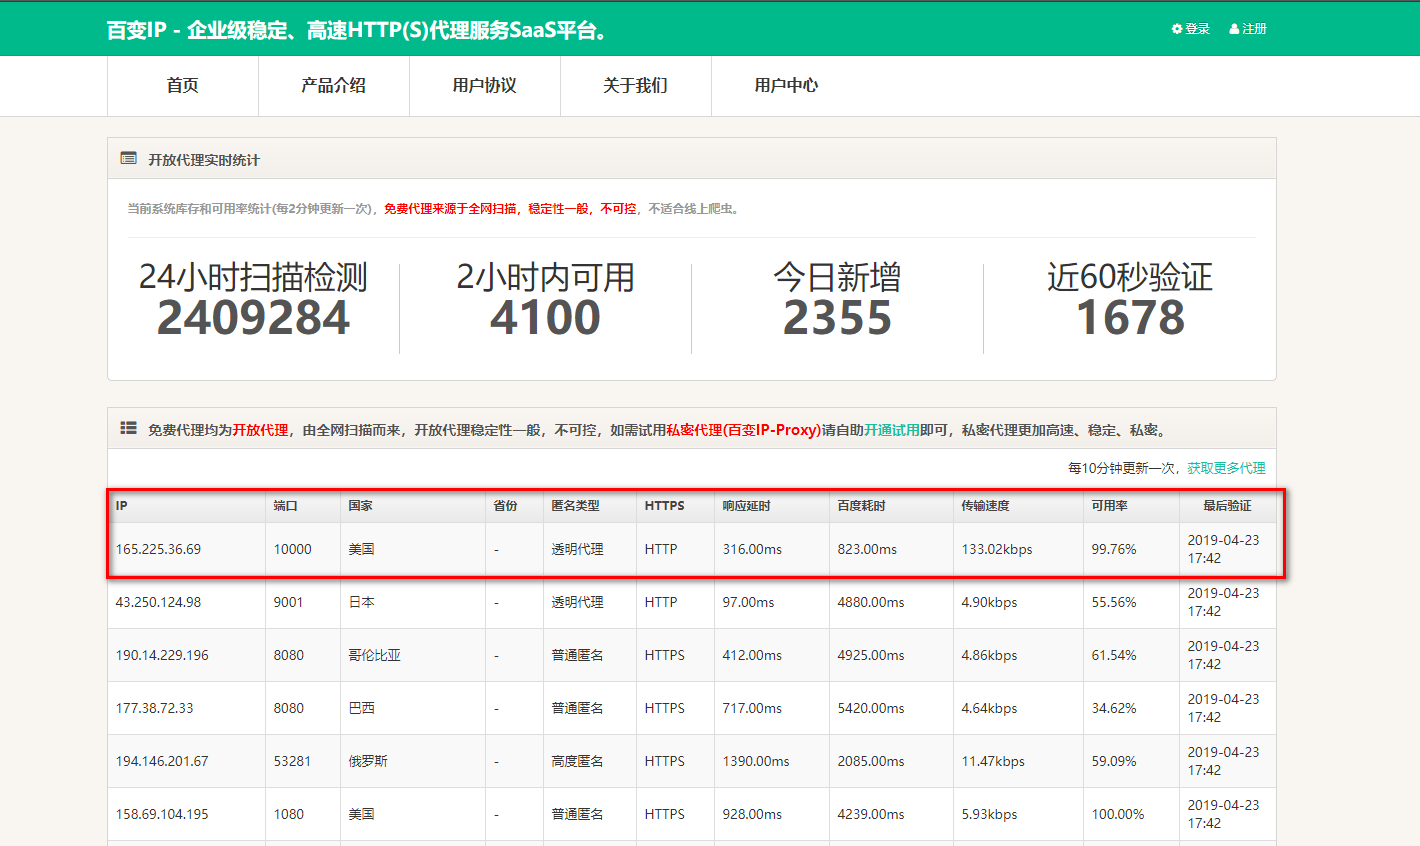 百变IP - 企业级稳定、高速HTTP(S)代理服务SaaS平台。
登录 注册
首页 产品介绍 用户协议 关于我们 用户中心
开放代理实时统计
当前系统库存和可用率统计(每2分钟更新一次)，免费代理来源于全网扫描，稳定性一般，不可控，不适合线上爬虫。
24小时扫描检测 2小时内可用 今日新增 近60秒验证
2409284 4100 2355 1678
免费代理均为开放代理，由全网扫描而来，开放代理稳定性一般，不可控，如需试用私密代理(百变IP-Proxy)请自助开通试用即可，私密代理更加高速、稳定、私密。
每10分钟更新一次，获取更多代理
IP 端口 国家 省份 匿名类型 HTTPS 响应延时 百度耗时 传输速度 可用率 最后验证
165.225.36.69 10000 美国 - 透明代理 HTTP 316.00ms 823.00ms 133.02kbps 99.76% 2019-04-23
17:42
43.250.124.98 9001 日本 - 透明代理 HTTP 97.00ms 4880.00ms 4.90kbps 55.56% 2019-04-23
17:42
190.14.229.196 8080 哥伦比亚 - 普通匿名 HTTPS 412.00ms 4925.00ms 4.86kbps 61.54% 2019-04-23
17:42
177.38.72.33 8080 巴西 - 普通匿名 HTTPS 717.00ms 5420.00ms 4.64kbps 34.62% 2019-04-23
17:42
194.146.201.67 53281 俄罗斯 - 高度匿名 HTTPS 1390.00ms 2085.00ms 11.47kbps 59.09% 2019-04-23
17:42
158.69.104.195 1080 美国 - 普通匿名 HTTPS 928.00ms 4239.00ms 5.93kbps 100.00% 2019-04-23
17:42